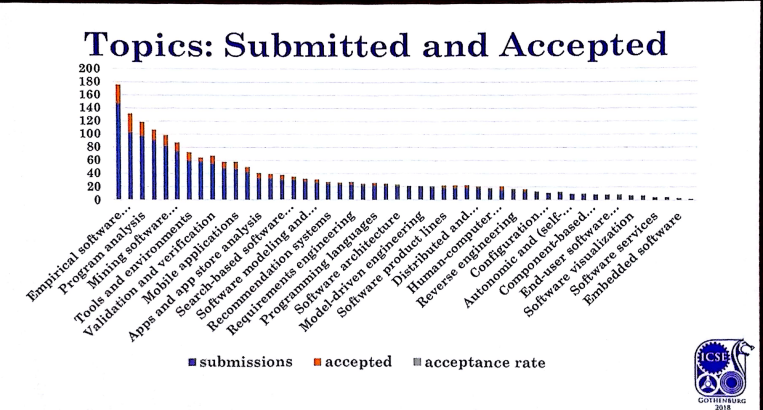 Topics: Submitted and Accepted
200
180
160
140
120
100
80
60
40
20
0
Empirical software...
Program analysis
Mining software...
Tools and environments
Validation and verification
Mobile applications
Apps and app store analysis
Search-based software...
Software modeling and...
Recommendation systems
Requirements engineering
Programming languages
Software architecture
Model-driven engineering
Software product lines
Distributed and...
Human-computer...
Reverse engineering
Configuration...
Autonomic and (self-...
Component-based...
End-user software...
Software visualization
Software services
Embedded software
submissions accepted acceptance rate
ICSE
GOTHENBURG
2018